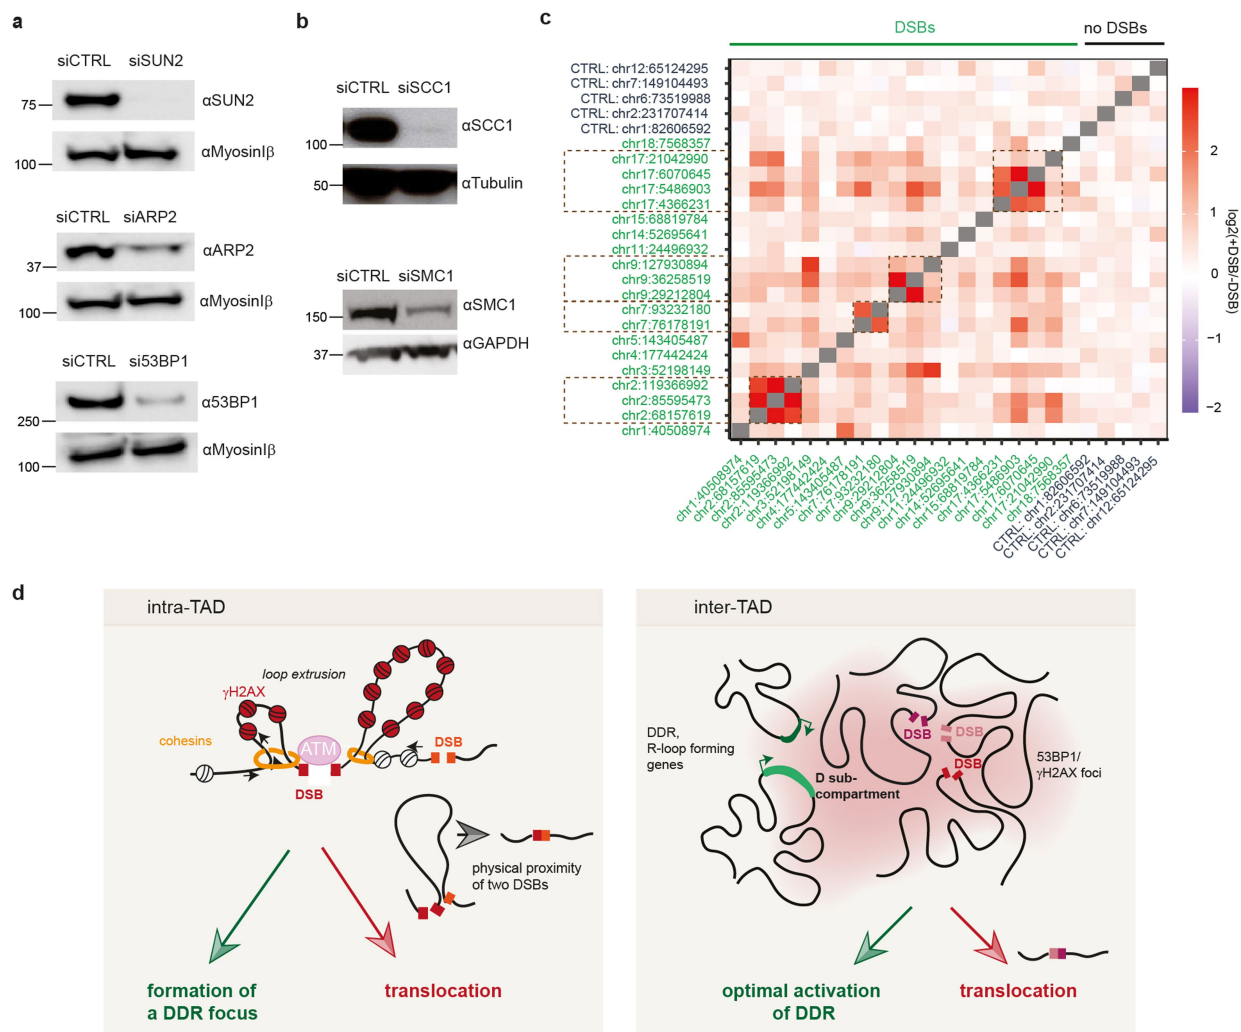 a
siCTRL siSUN2
75
αSUN2
100
αMyosinIβ
siCTRL siARP2
37
αARP2
100
αMyosinIβ
siCTRL si53BP1
α53BP1
250
αMyosinIβ
100
b
siCTRL siSCC1
αSCC1
100
50
αTubulin
siCTRL siSMC1
αSMC1
150
αGAPDH
37
c
DSBs
no DSBs
CTRL: chr12:65124295
CTRL: chr7:149104493
CTRL: chr6:73519988
CTRL: chr2:231707414
CTRL: chr1:82606592
chr18:7568357
chr17:21042990
chr17:6070645
chr17:5486903
chr17:4366231
chr15:68819784
chr14:52695641
chr11:24496932
chr9:127930894
chr9:36258519
chr9:29212804
chr7:93232180
chr7:76178191
chr5:143405487
chr4:177442424
chr3:52198149
chr2:119366992
chr2:85595473
chr2:68157619
chr1:40508974
chr1:40508974
chr2:68157619
chr2:85595473
chr2:119366992
chr3:52198149
chr4:177442424
chr5:143405487
chr7:76178191
chr7:93232180
chr9:29212804
chr9:36258519
chr9:127930894
chr11:24496932
chr14:52695641
chr15:68819784
chr17:4366231
chr17:5486903
chr17:6070645
chr17:21042990
chr18:7568357
CTRL: chr1:82606592
CTRL: chr2:231707414
CTRL: chr6:73519988
CTRL: chr7:149104493
CTRL: chr12:65124295
2
1
0
−1
−2
log2(+DSB/-DSB)
d
intra-TAD
loop extrusion
γH2AX
cohesins
ATM
DSB
DSB
physical proximity
of two DSBs
formation of
a DDR focus
translocation
inter-TAD
DDR,
R-loop forming
genes
DSB
DSB
DSB
53BP1/
γH2AX foci
D sub-
compartment
optimal activation
of DDR
translocation